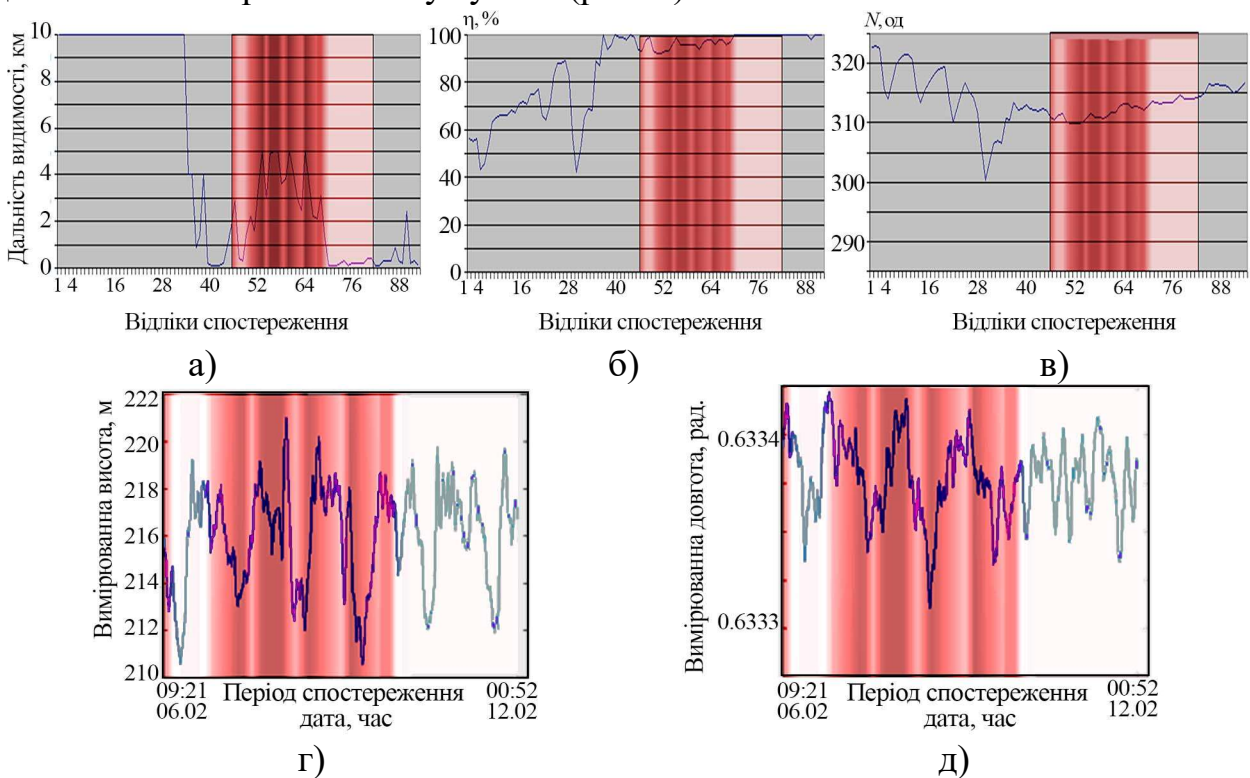 η, %
N, од
Дальність видимості, км
10
8
6
4
2
0
1 4 16 28 40 52 64 76 88
Відліки спостереження
а)
100
80
60
40
20
0
1 4 16 28 40 52 64 76 88
Відліки спостереження
б)
320
310
300
290
1 4 16 28 40 52 64 76 88
Відліки спостереження
в)
Вимірюванна висота, м
222
220
218
216
214
212
210
09:21 Період спостереження 00:52
06.02 дата, час 12.02
г)
Вимірюванна довгота, рад.
0.6334
0.6333
09:21 Період спостереження 00:52
06.02 дата, час 12.02
д)